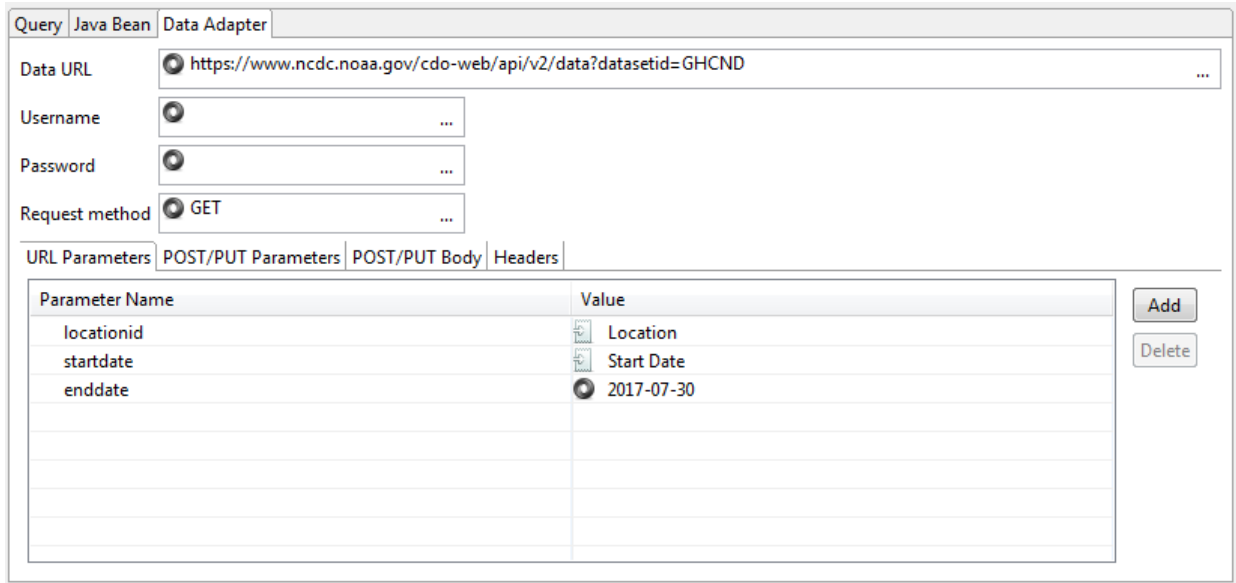 Query Java Bean Data Adapter
Data URL https://www.ncdc.noaa.gov/cdo-web/api/v2/data?datasetid=GHCND ...
Username ...
Password ...
Request method GET ...
URL Parameters POST/PUT Parameters POST/PUT Body Headers
Parameter Name Value Add
locationid Location
startdate Start Date Delete
enddate 2017-07-30